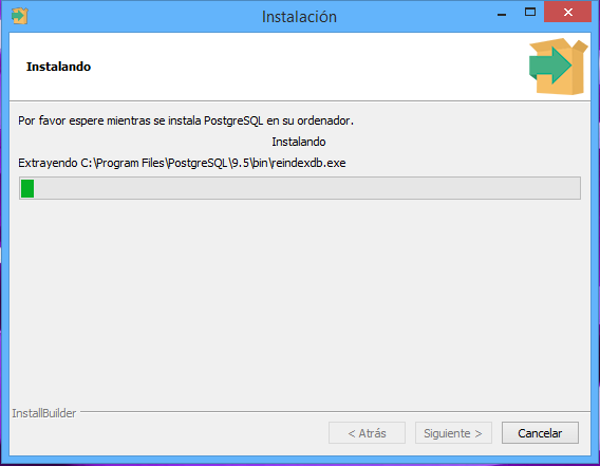 Instalación
Instalando
Por favor espere mientras se instala PostgreSQL en su ordenador.
Instalando
Extrayendo C:\Program Files\PostgreSQL\9.5\bin\reindexdb.exe
InstallBuilder
< Atrás
Siguiente >
Cancelar